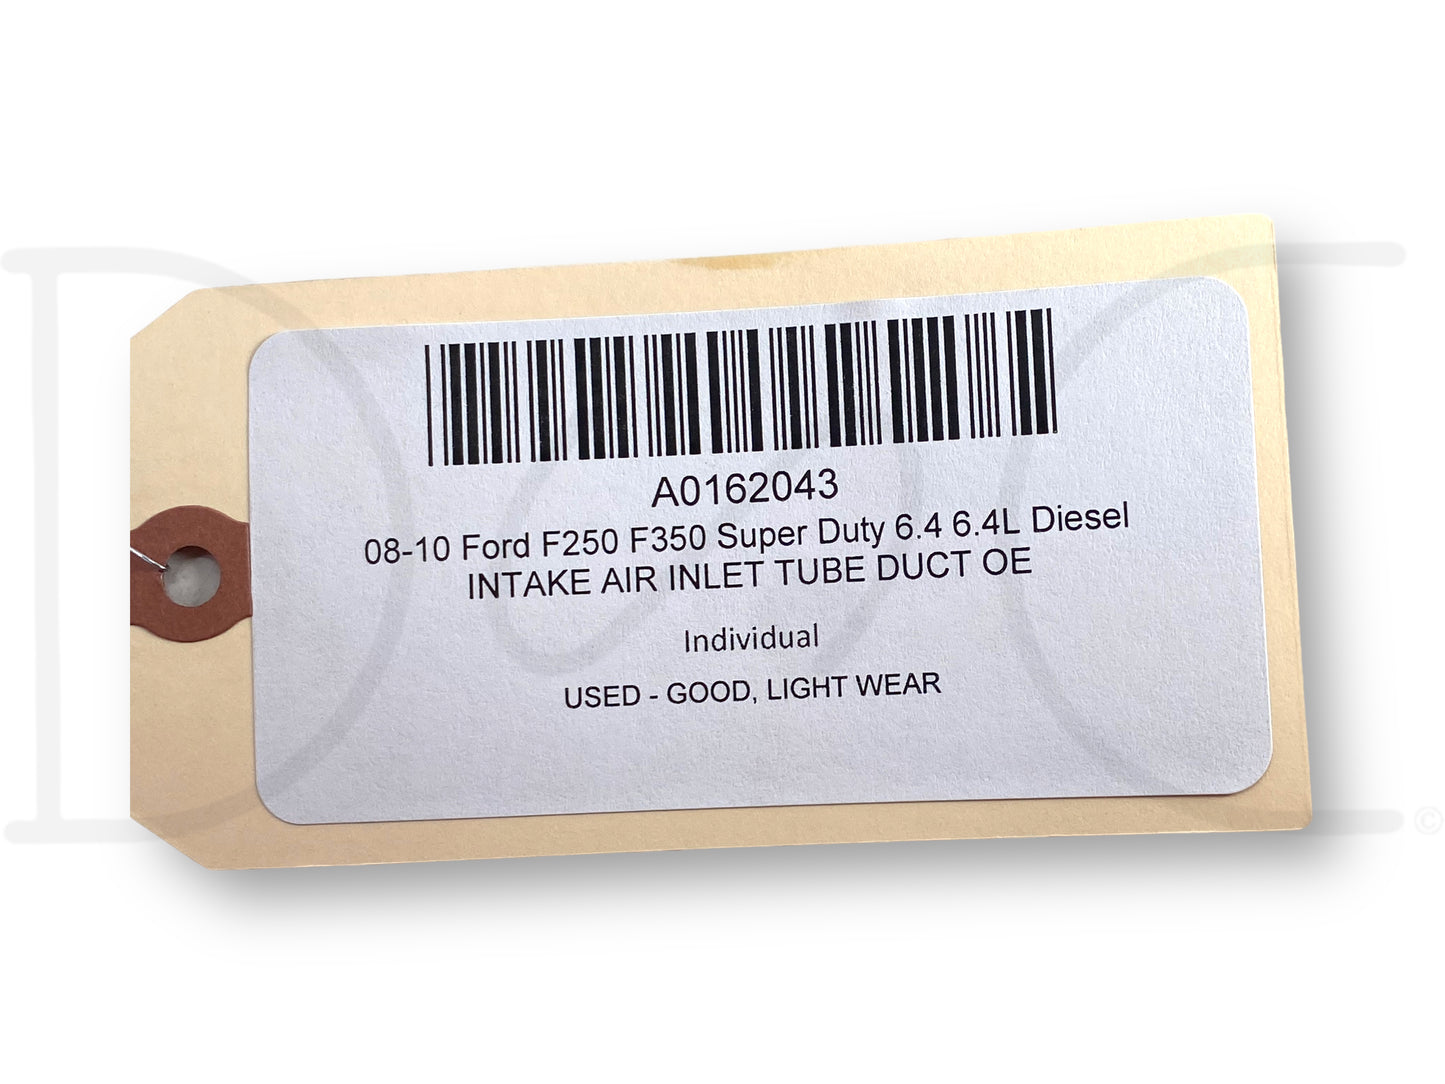 A0162043
08-10 Ford F250 F350 Super Duty 6.4 6.4L Diesel
INTAKE AIR INLET TUBE DUCT OE
Individual
USED - GOOD, LIGHT WEAR
©